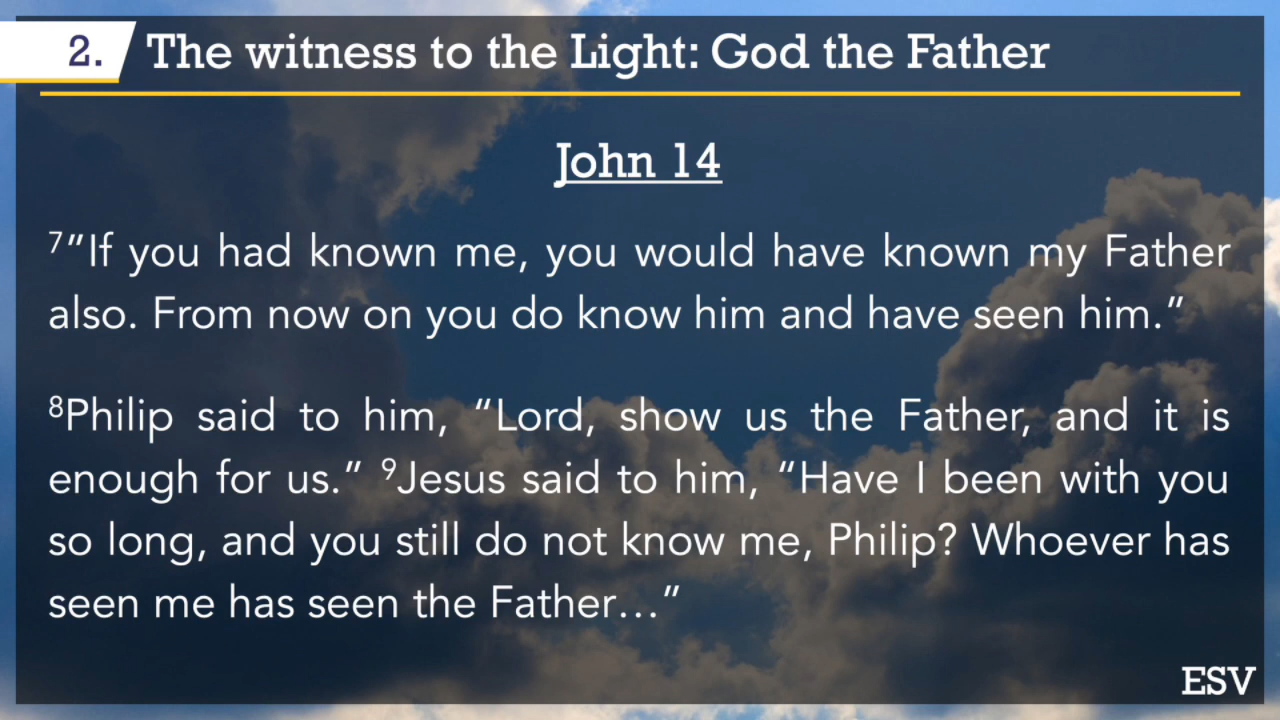 2. The witness to the Light: God the Father
John 14
7"If you had known me, you would have known my Father
also. From now on you do know him and have seen him."
8Philip said to him, "Lord, show us the Father, and it is
enough for us." 9Jesus said to him, "Have I been with you
so long, and you still do not know me, Philip? Whoever has
seen me has seen the Father…"
ESV